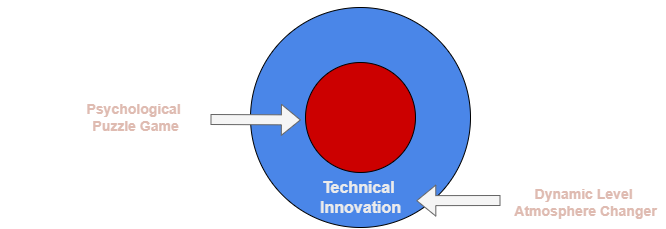 Psychological
Puzzle Game
Technical
Innovation
Dynamic Level
Atmosphere Changer